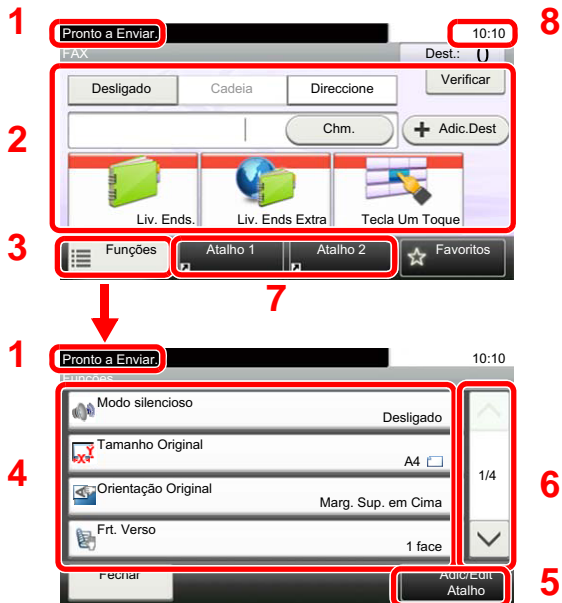 1
Pronto a Enviar.
10:10
8
FAX
Dest.: ( )
Desligado
Cadeia
Direccione
Verificar
2
Chm.
+ Adic.Dest
Liv. Ends.
Liv. Ends Extra
Tecla Um Toque
3
Funções
Atalho 1
Atalho 2
Favoritos
7
1
Pronto a Enviar.
10:10
Funções
4
Modo silencioso
Desligado
Tamanho Original
A4
1/4
6
Orientação Original
Marg. Sup. em Cima
Frt. Verso
1 face
Fechar
Adic/Edit
Atalho
5